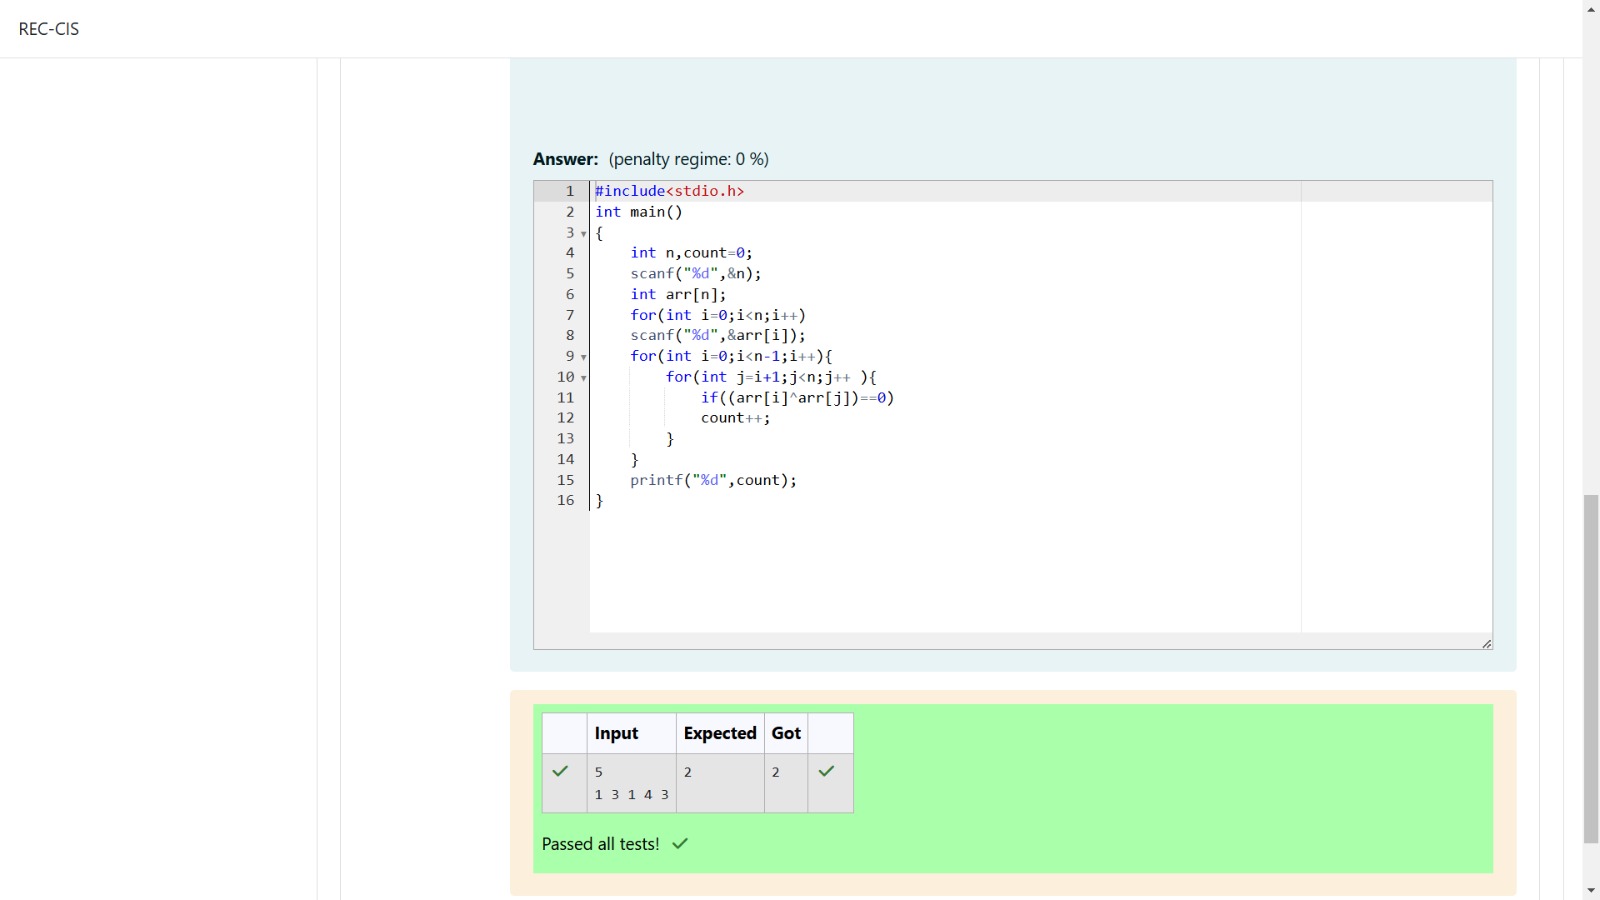 REC-CIS
Answer: (penalty regime: 0 %)
1 #include<stdio.h>
2 int main()
3 {
4     int n,count=0;
5     scanf("%d",&n);
6     int arr[n];
7     for(int i=0;i<n;i++)
8     scanf("%d",&arr[i]);
9     for(int i=0;i<n-1;i++){
10         for(int j=i+1;j<n;j++ ){
11             if((arr[i]^arr[j])==0)
12             count++;
13         }
14     }
15     printf("%d",count);
16 }
Input Expected Got
5 2 2
1 3 1 4 3
Passed all tests!